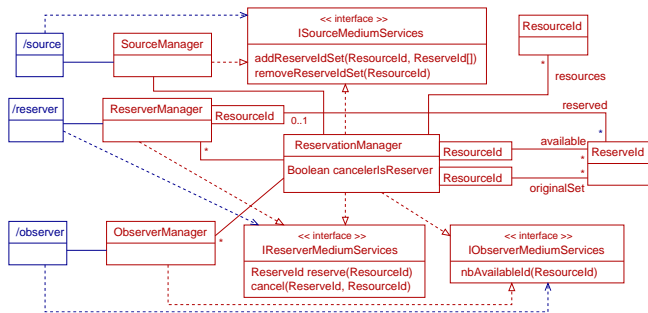 << interface >>
ISourceMediumServices
addReserveIdSet(ResourceId, ReserveId[])
removeReserveIdSet(ResourceId)
/source
SourceManager
ResourceId
*
resources
/reserver
ReserverManager
ResourceId
0..1
reserved
*
*
ReservationManager
Boolean cancelerIsReserver
ResourceId
available
*
ReserveId
ResourceId
*
originalSet
/observer
ObserverManager
*
<< interface >>
IReserverMediumServices
ReserveId reserve(ResourceId)
cancel(ReserveId, ResourceId)
<< interface >>
IObserverMediumServices
nbAvailableId(ResourceId)